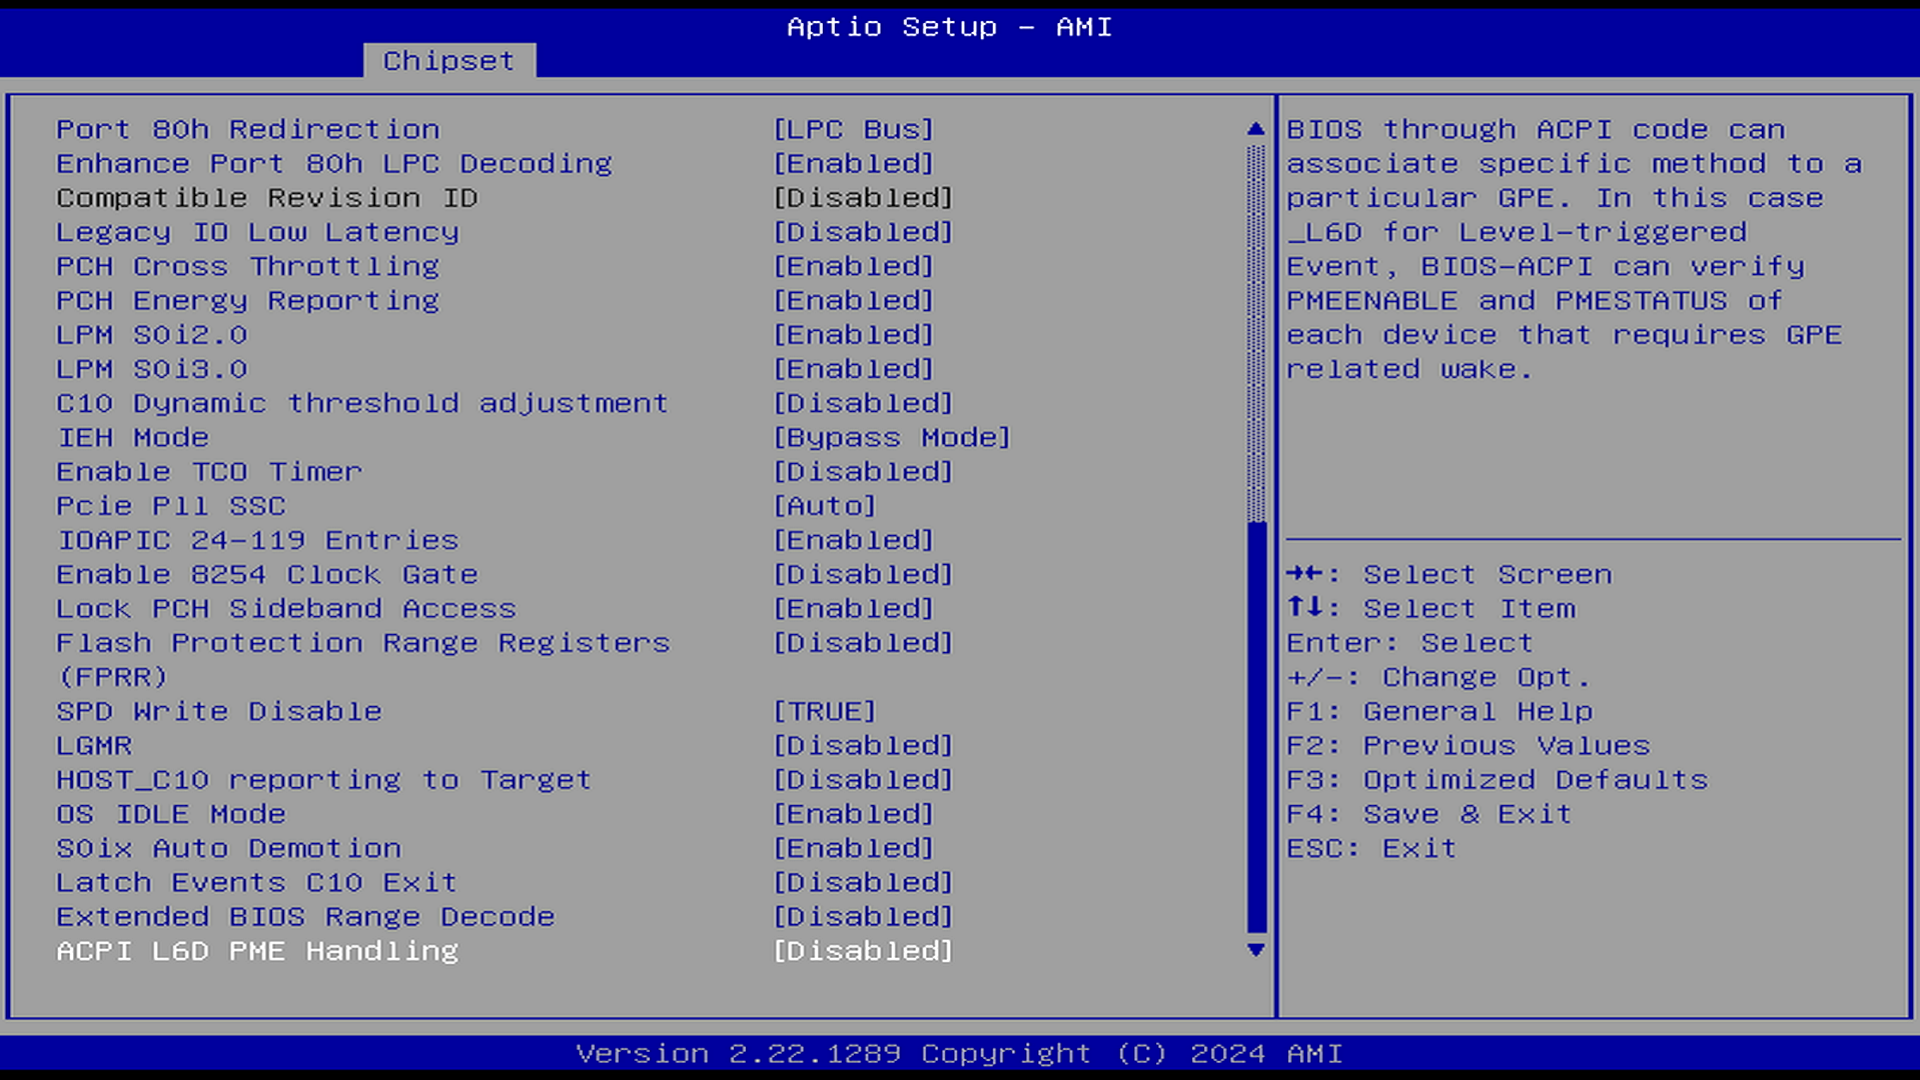 Aptio Setup - AMI
Chipset
Port 80h Redirection [LPC Bus]
Enhance Port 80h LPC Decoding [Enabled]
Compatible Revision ID [Disabled]
Legacy IO Low Latency [Disabled]
PCH Cross Throttling [Enabled]
PCH Energy Reporting [Enabled]
LPM S0i2.0 [Enabled]
LPM S0i3.0 [Enabled]
C10 Dynamic threshold adjustment [Disabled]
IEH Mode [Bypass Mode]
Enable TCO Timer [Disabled]
Pcie Pll SSC [Auto]
IOAPIC 24-119 Entries [Enabled]
Enable 8254 Clock Gate [Disabled]
Lock PCH Sideband Access [Enabled]
Flash Protection Range Registers [Disabled]
(FPRR)
SPD Write Disable [TRUE]
LGMR [Disabled]
HOST_C10 reporting to Target [Disabled]
OS IDLE Mode [Enabled]
S0ix Auto Demotion [Enabled]
Latch Events C10 Exit [Disabled]
Extended BIOS Range Decode [Disabled]
ACPI L6D PME Handling [Disabled]
BIOS through ACPI code can
associate specific method to a
particular GPE. In this case
_L6D for Level-triggered
Event, BIOS-ACPI can verify
PMEENABLE and PMESTATUS of
each device that requires GPE
related wake.
→←: Select Screen
↑↓: Select Item
Enter: Select
+/-: Change Opt.
F1: General Help
F2: Previous Values
F3: Optimized Defaults
F4: Save & Exit
ESC: Exit
Version 2.22.1289 Copyright (C) 2024 AMI